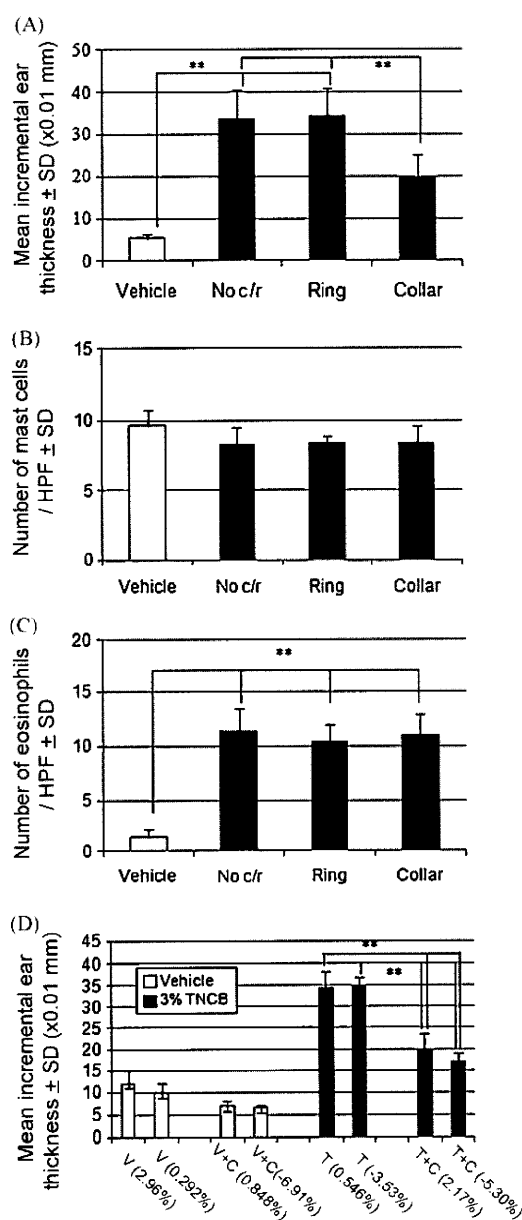 (A)
Mean incremental ear
thickness ± SD (x0.01 mm)
50
40
30
20
10
0
**
**
Vehicle
No c/r
Ring
Collar
(B)
Number of mast cells
/ HPF ± SD
15
10
5
0
Vehicle
No c/r
Ring
Collar
(C)
Number of eosinophils
/ HPF ± SD
20
15
10
5
0
**
Vehicle
No c/r
Ring
Collar
(D)
Mean incremental ear
thickness ± SD (x0.01 mm)
45
40
35
30
25
20
15
10
5
0
Vehicle
3% TNCB
**
**
V (2.96%)
V (0.292%)
V+C (0.848%)
V+C(-6.91%)
T (0.546%)
T (-3.53%)
T+C (2.17%)
T+C (-5.30%)